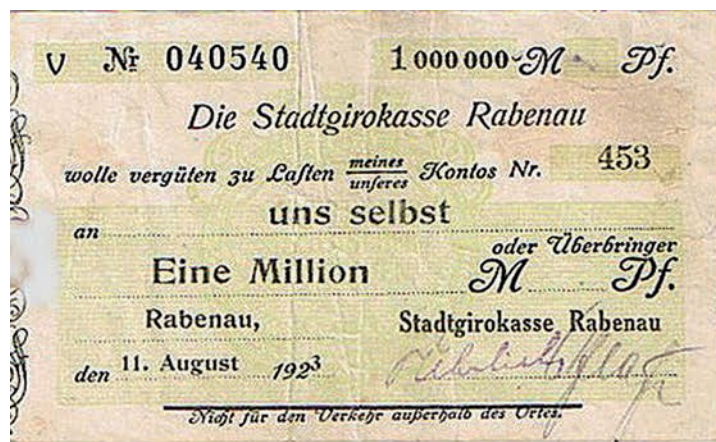 V Nr 040540 1 000 000 M Pf.
Die Stadtgirokasse Rabenau
wolle vergüten zu Lasten meines Kontos Nr. 453
unseres
uns selbst
an
oder Überbringer
Eine Million M Pf.
Rabenau, Stadtgirokasse Rabenau
den 11. August 1923
Nicht für den Verkehr außerhalb des Ortes.